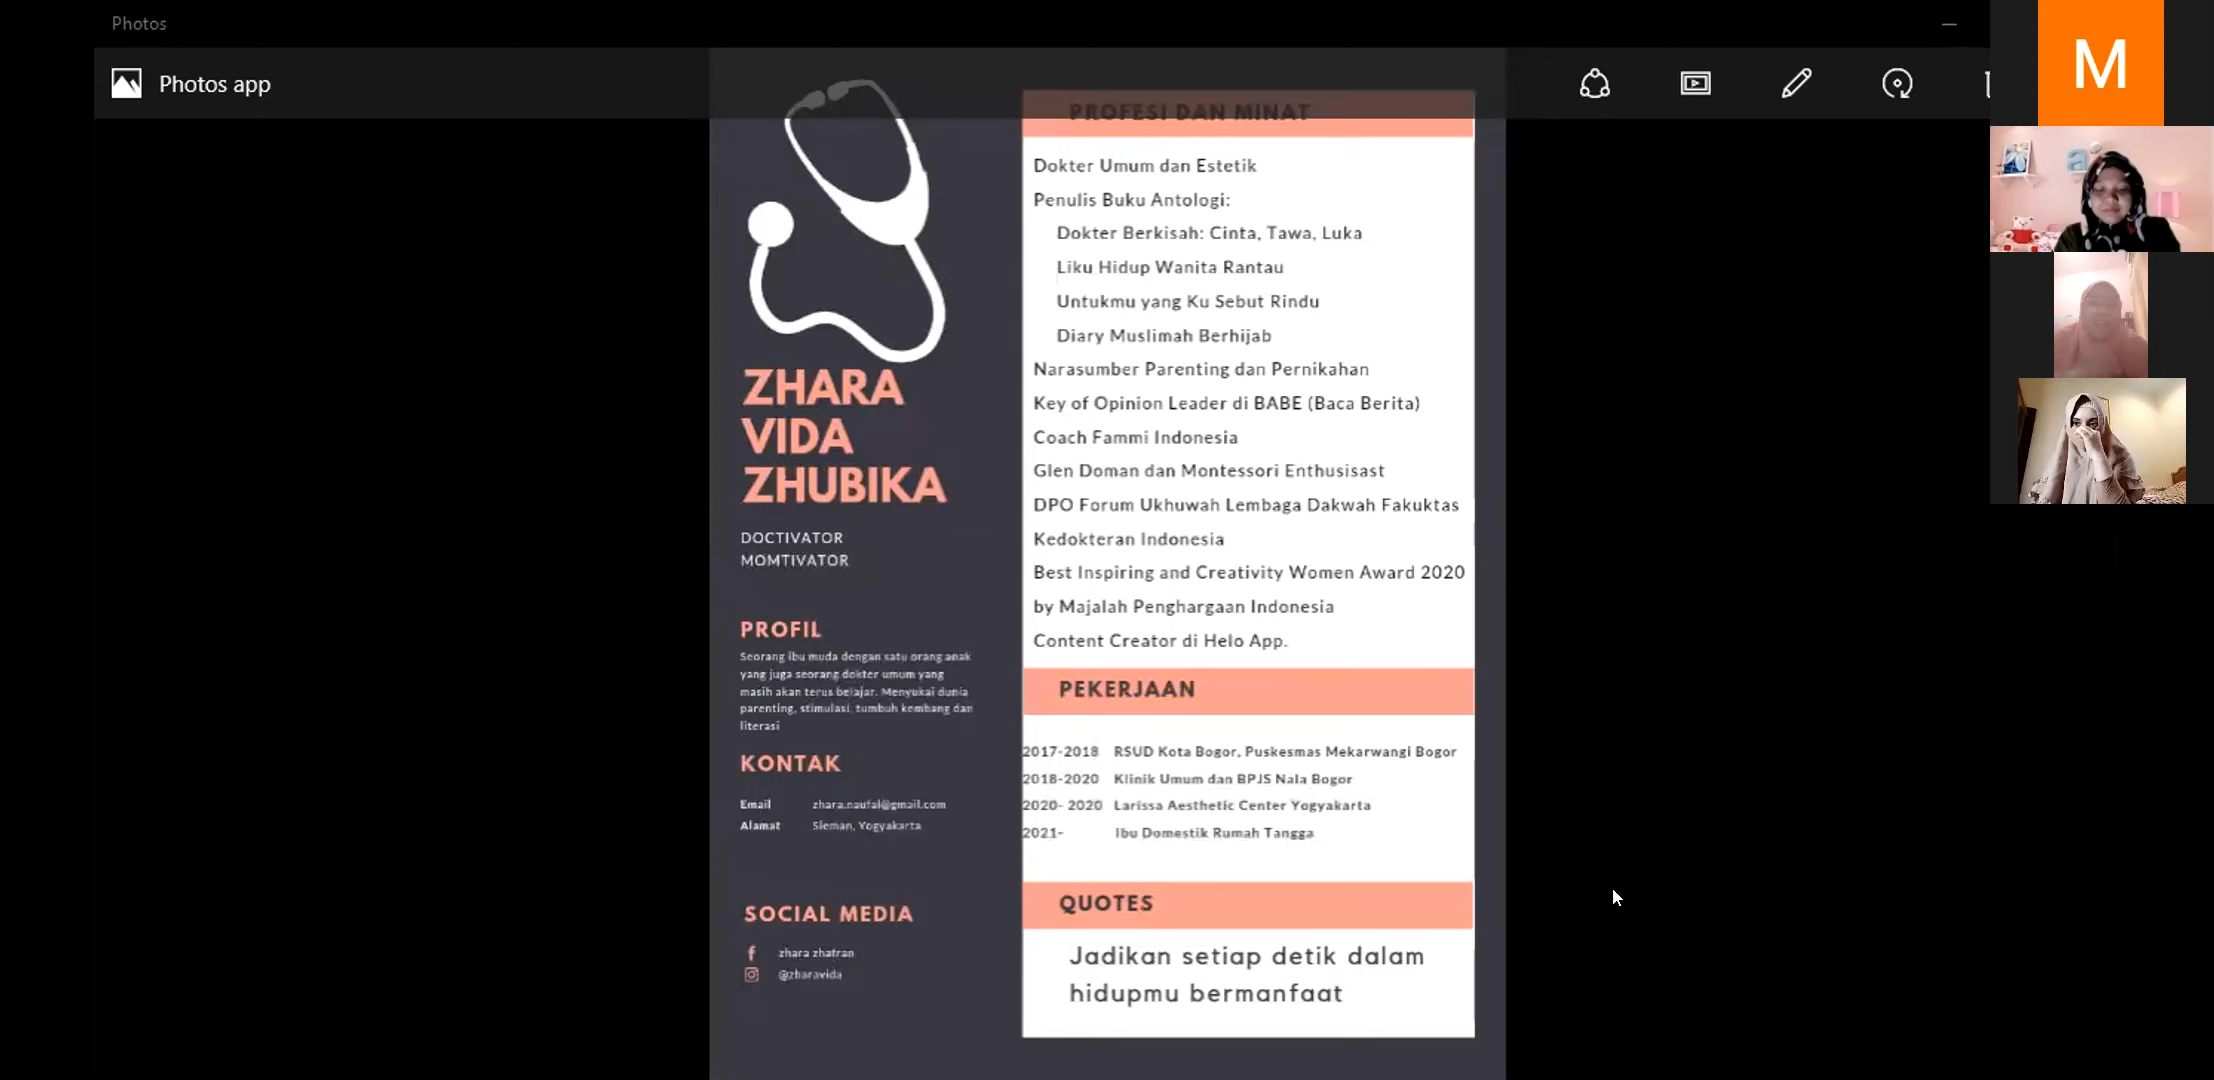 Photos
Photos app
M
ZHARA
VIDA
ZHUBIKA
DOCTIVATOR
MOMTIVATOR
PROFIL
Seorang ibu muda dengan satu orang anak
yang juga seorang dokter umum yang
masih akan terus belajar. Menyukai dunia
parenting, stimulasi, tumbuh kembang dan
literasi
KONTAK
Email zhara.naufal@gmail.com
Alamat Sleman, Yogyakarta
SOCIAL MEDIA
zhara zhafran
@zharavida
PROFESI DAN MINAT
Dokter Umum dan Estetik
Penulis Buku Antologi:
Dokter Berkisah: Cinta, Tawa, Luka
Liku Hidup Wanita Rantau
Untukmu yang Ku Sebut Rindu
Diary Muslimah Berhijab
Narasumber Parenting dan Pernikahan
Key of Opinion Leader di BABE (Baca Berita)
Coach Fammi Indonesia
Glen Doman dan Montessori Enthusisast
DPO Forum Ukhuwah Lembaga Dakwah Fakuktas
Kedokteran Indonesia
Best Inspiring and Creativity Women Award 2020
by Majalah Penghargaan Indonesia
Content Creator di Helo App.
PEKERJAAN
2017-2018 RSUD Kota Bogor, Puskesmas Mekarwangi Bogor
2018-2020 Klinik Umum dan BPJS Nala Bogor
2020- 2020 Larissa Aesthetic Center Yogyakarta
2021- Ibu Domestik Rumah Tangga
QUOTES
Jadikan setiap detik dalam
hidupmu bermanfaat